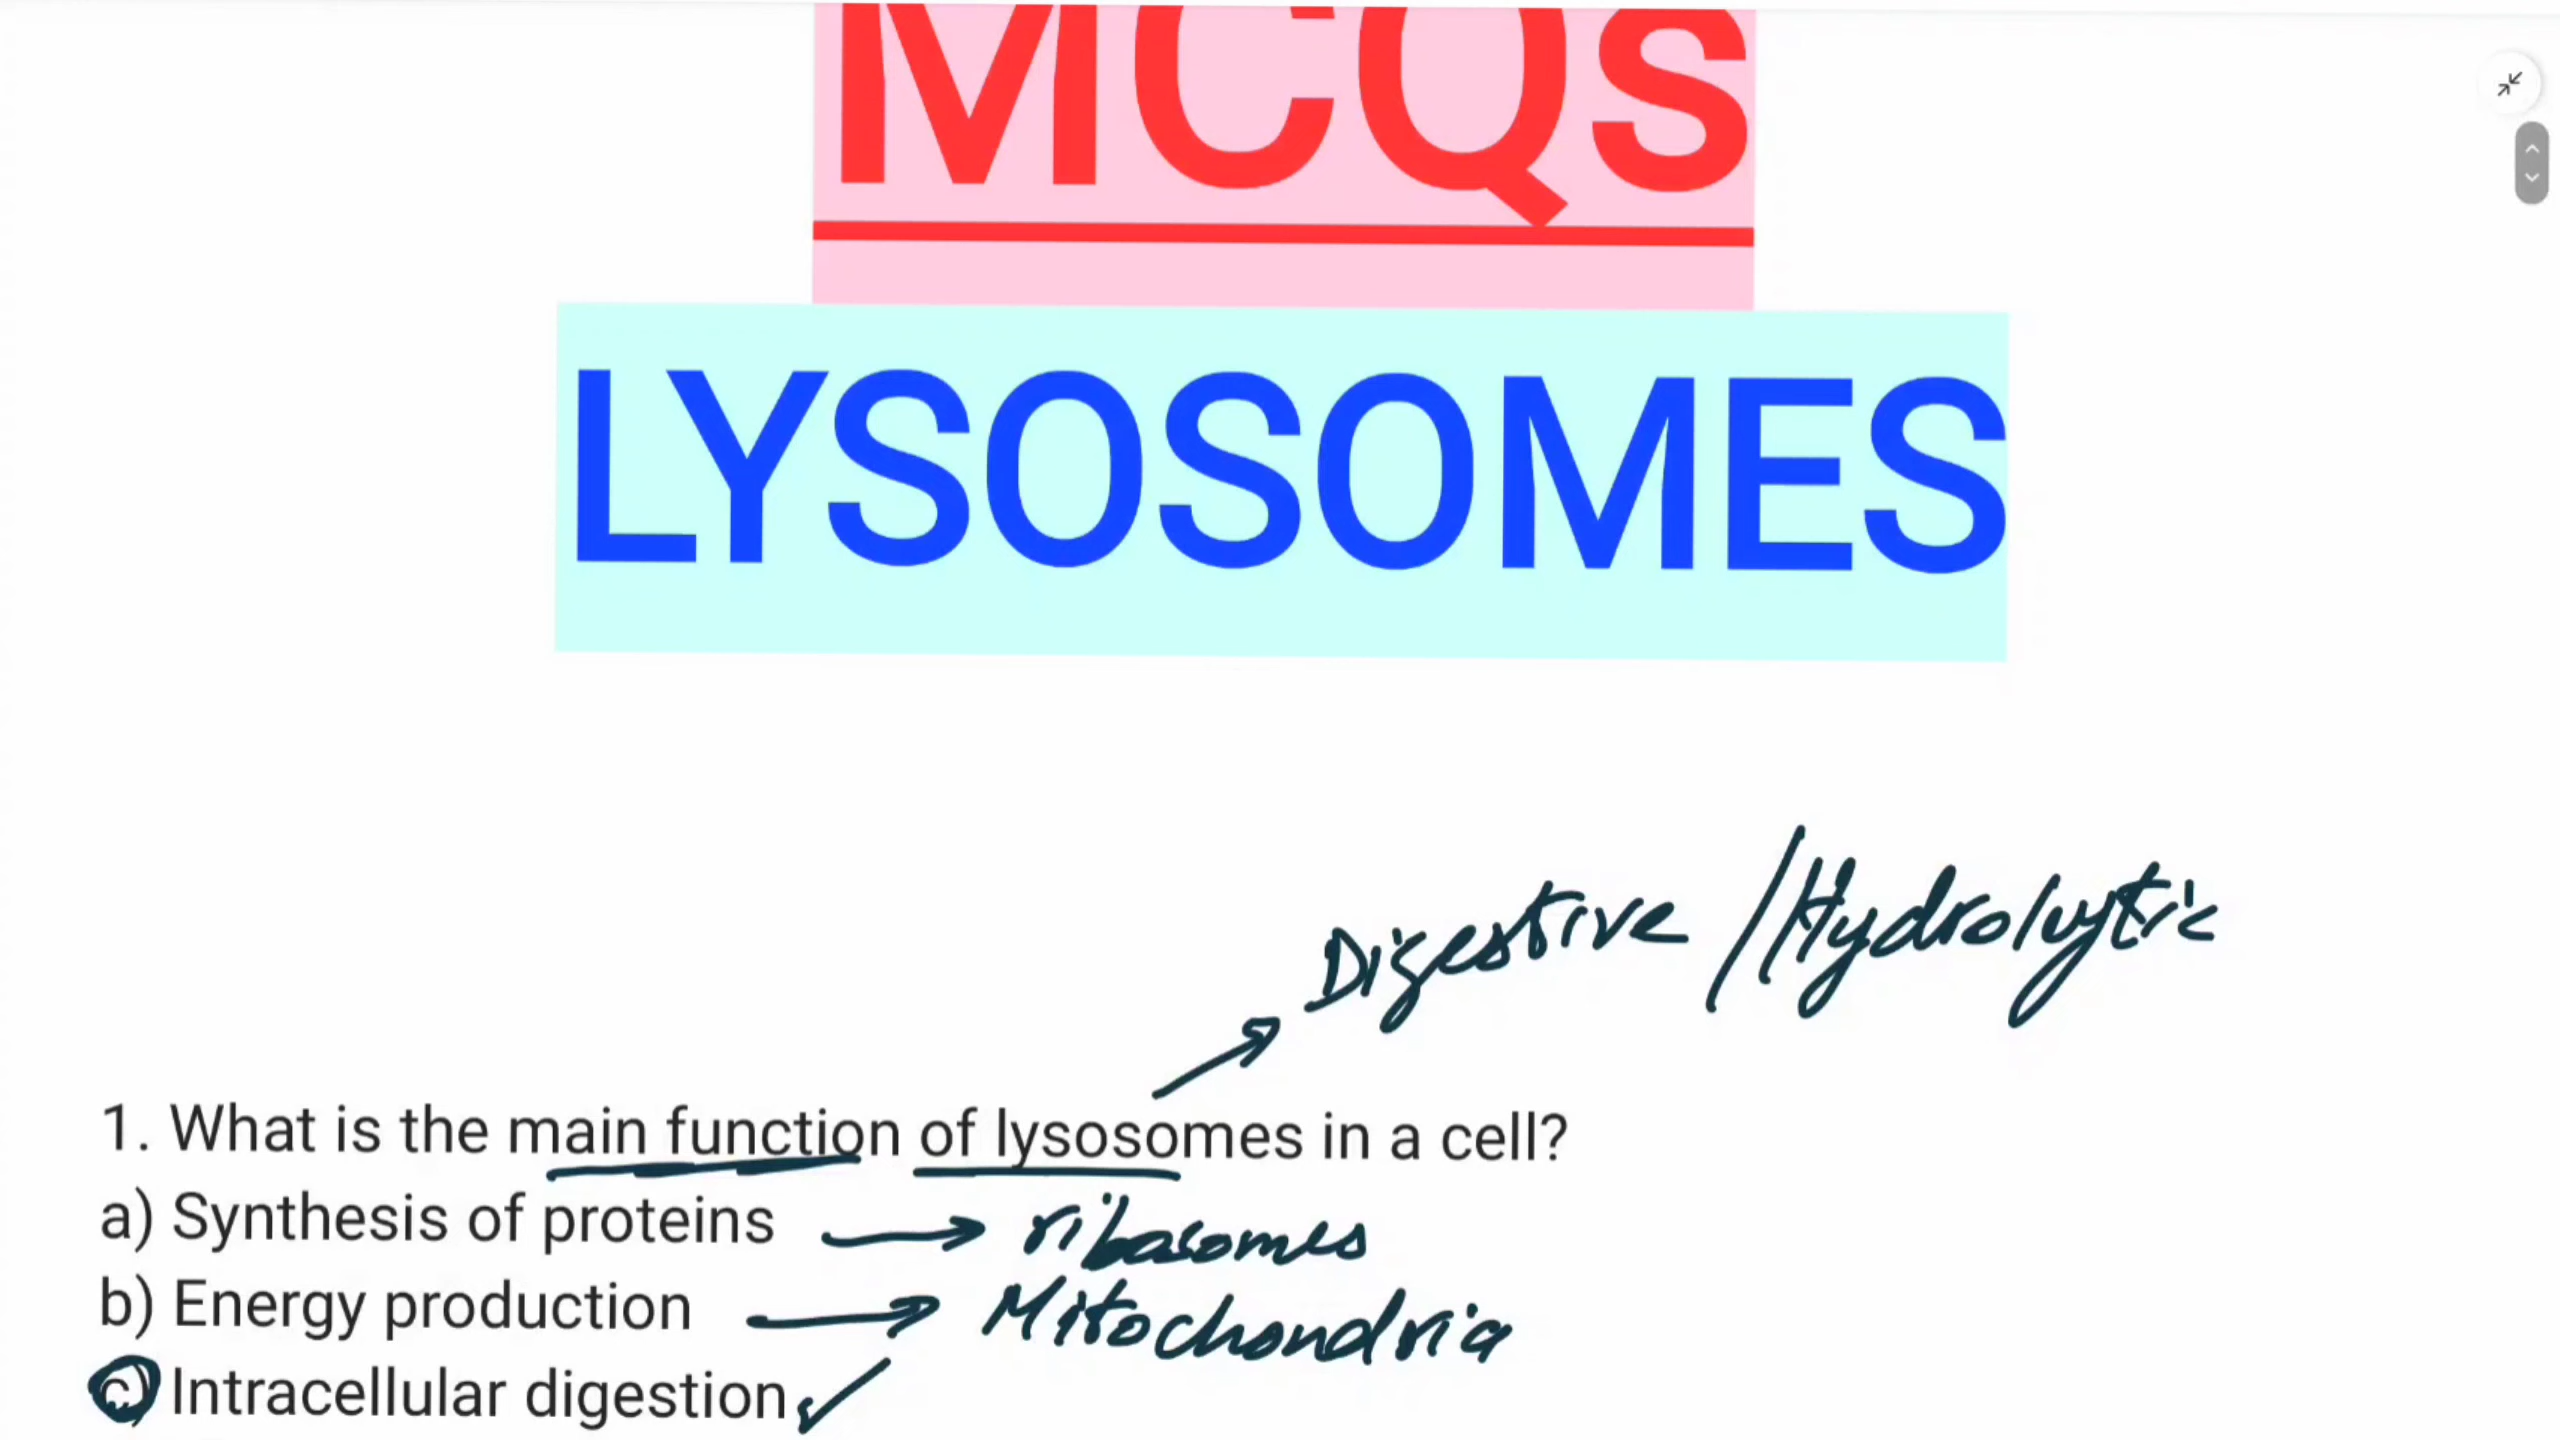 MCQs
LYSOSOMES
Digestive / Hydrolytic
1. What is the main function of lysosomes in a cell?
a) Synthesis of proteins → ribosomes
b) Energy production → Mitochondria
c) Intracellular digestion ✓